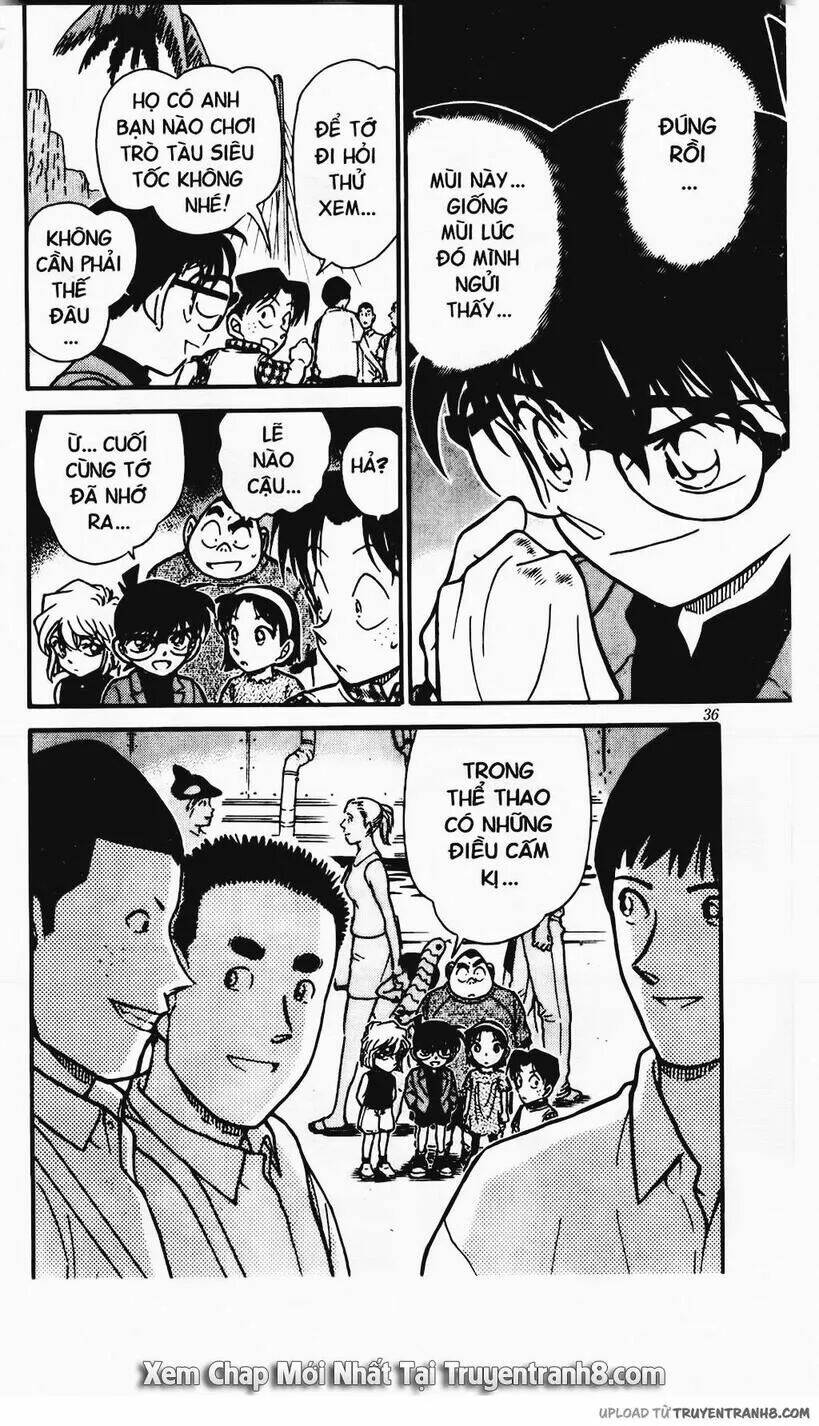 ĐÚNG
RỒI
...
MÙI NÀY...
GIỐNG
MÙI LÚC
ĐÓ MÌNH
NGỬI
THẤY...
ĐỂ TỚ
ĐI HỎI
THỬ
XEM...
HỌ CÓ ANH
BẠN NÀO CHƠI
TRÒ TÀU SIÊU
TỐC KHÔNG
NHÉ!
KHÔNG
CẦN PHẢI
THẾ
ĐÂU
...
HẢ?
LẼ
NÀO
CẬU...
Ừ... CUỐI
CÙNG TỚ
ĐÃ NHỚ
RA...
36
TRONG
THỂ THAO
CÓ NHỮNG
ĐIỀU CẤM
KỊ...
Xem Chap Mới Nhất Tại Truyentranh8.com
UPLOAD TỪ TRUYENTRANH8.COM